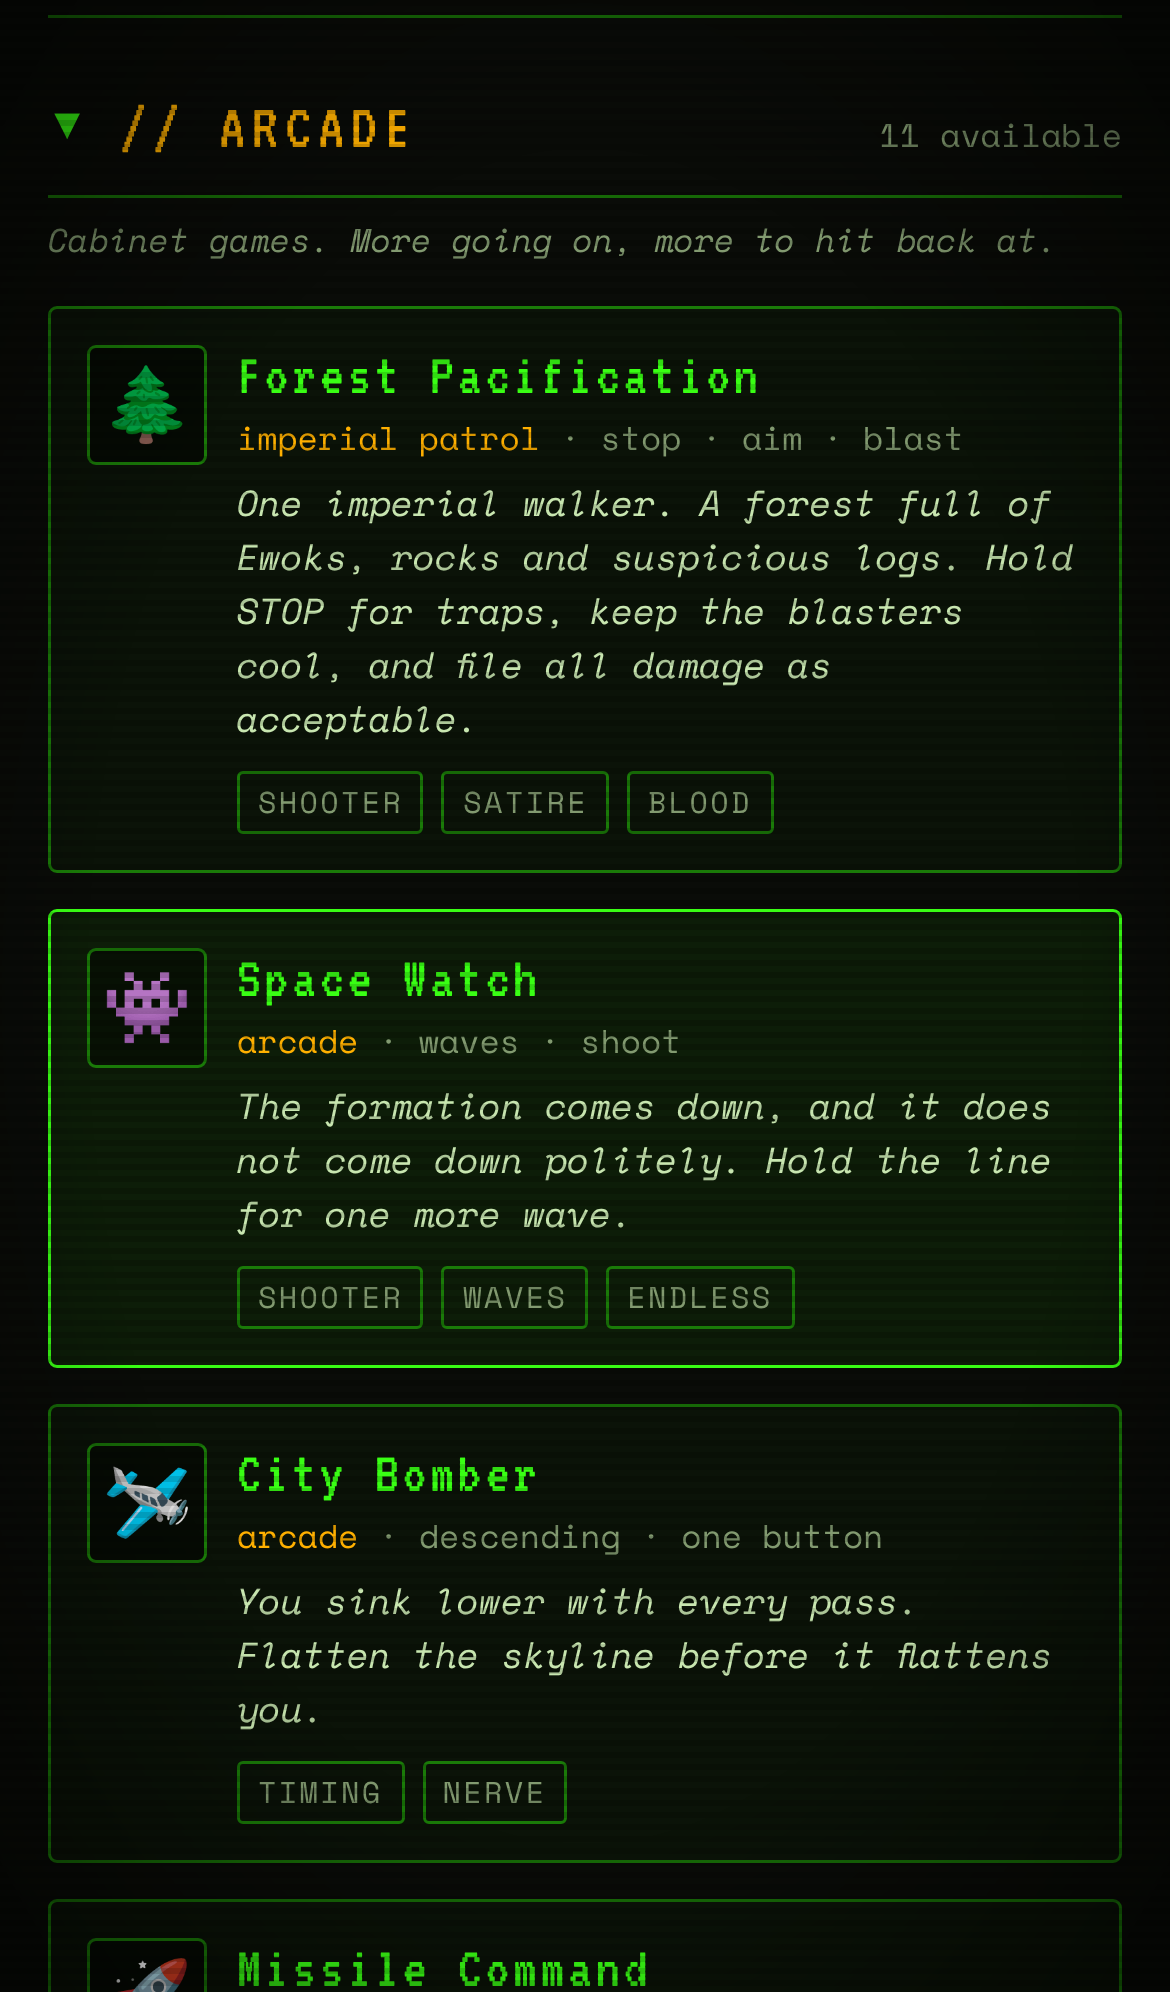 ▼ // ARCADE
11 available
Cabinet games. More going on, more to hit back at.
Forest Pacification
imperial patrol · stop · aim · blast
One imperial walker. A forest full of
Ewoks, rocks and suspicious logs. Hold
STOP for traps, keep the blasters
cool, and file all damage as
acceptable.
SHOOTER SATIRE BLOOD
Space Watch
arcade · waves · shoot
The formation comes down, and it does
not come down politely. Hold the line
for one more wave.
SHOOTER WAVES ENDLESS
City Bomber
arcade · descending · one button
You sink lower with every pass.
Flatten the skyline before it flattens
you.
TIMING NERVE
Missile Command